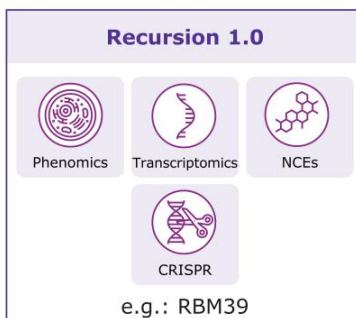 Recursion 1.0
Phenomics
Transcriptomics
NCEs
CRISPR
e.g.: RBM39